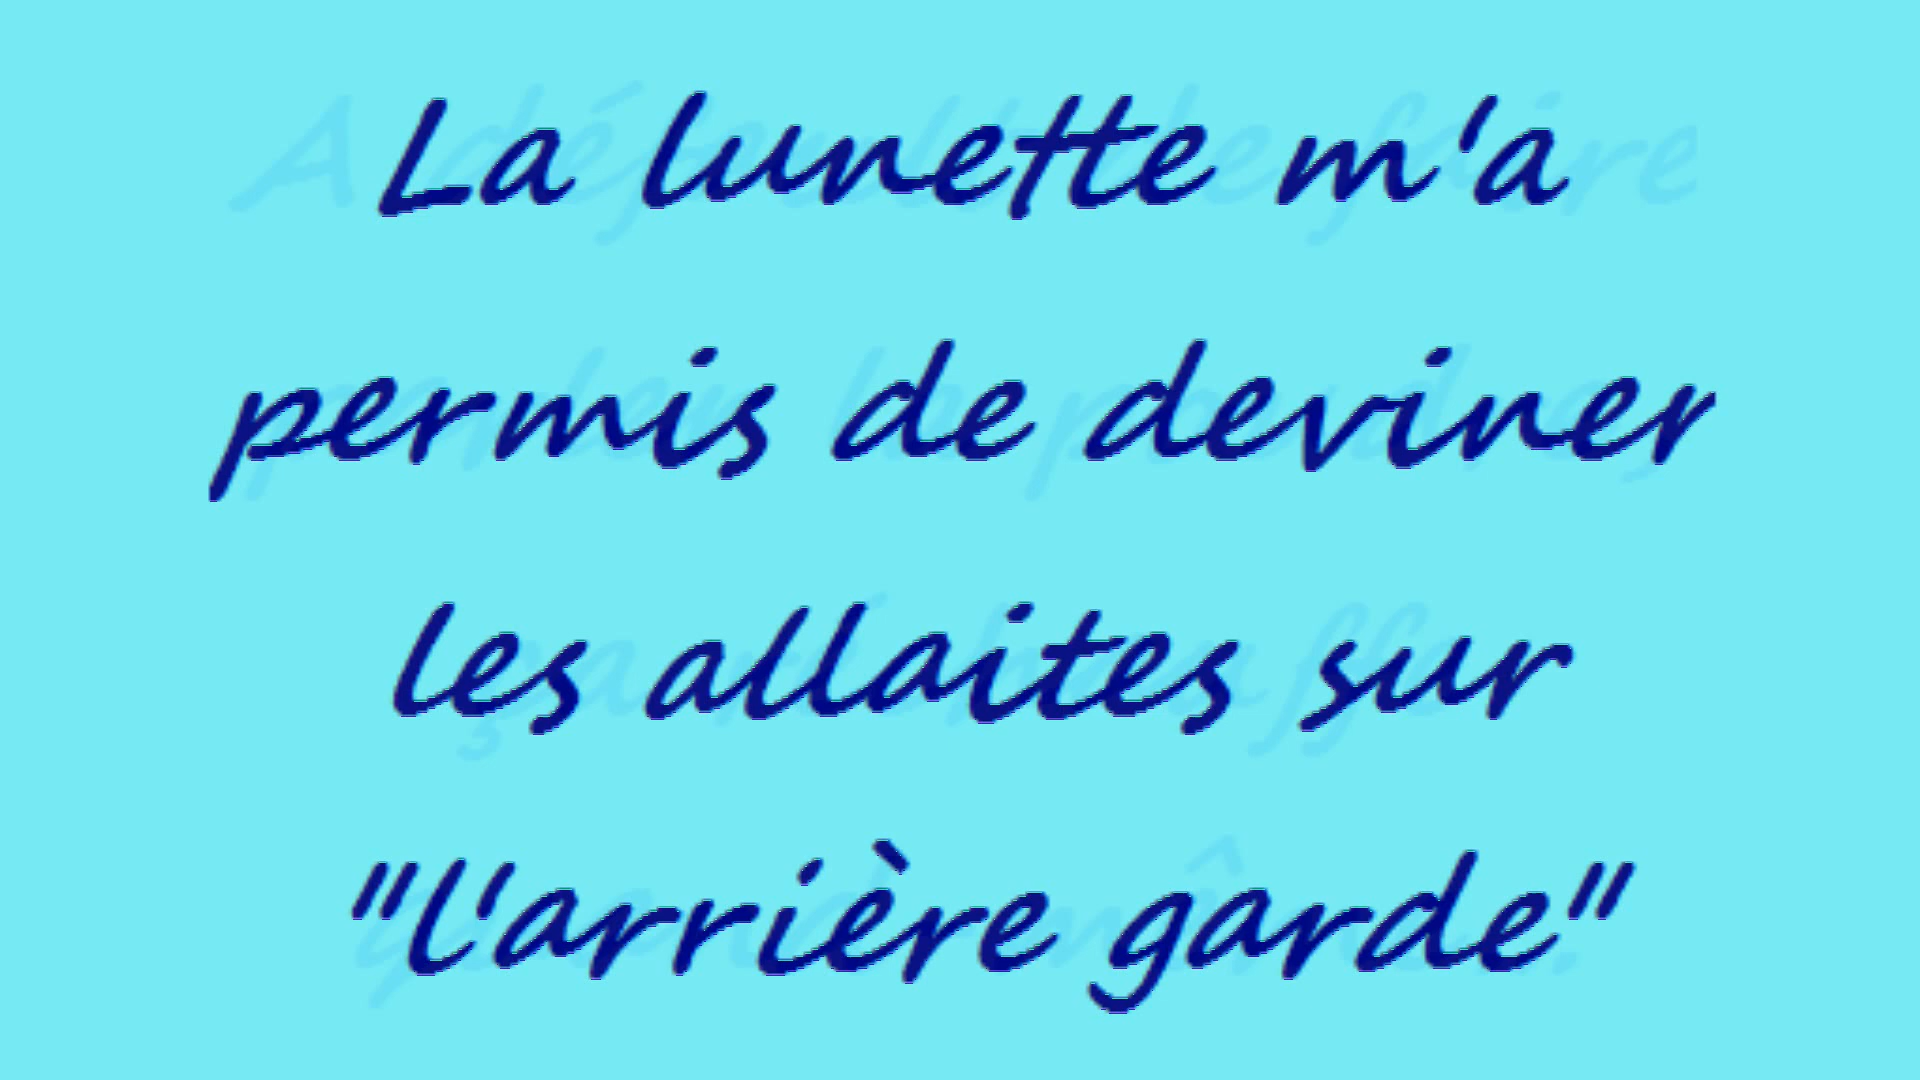 La lunette m'a
permis de deviner
les allaites sur
"l'arrière garde"